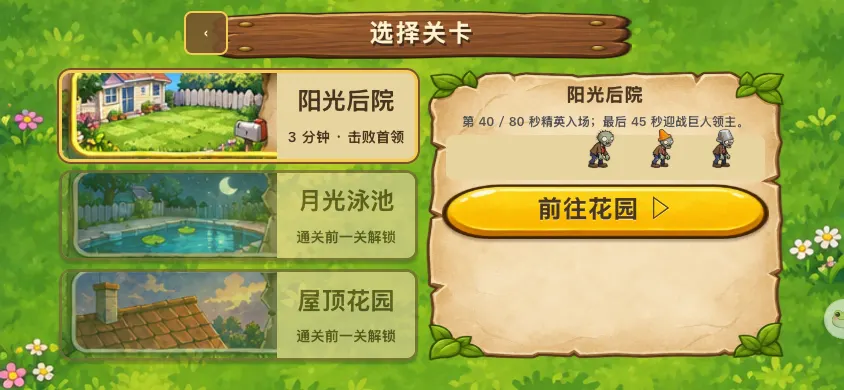 ‹
选择关卡
阳光后院
3 分钟 · 击败首领
月光泳池
通关前一关解锁
屋顶花园
通关前一关解锁
阳光后院
第 40 / 80 秒精英入场；最后 45 秒迎战巨人领主。
前往花园 ▷